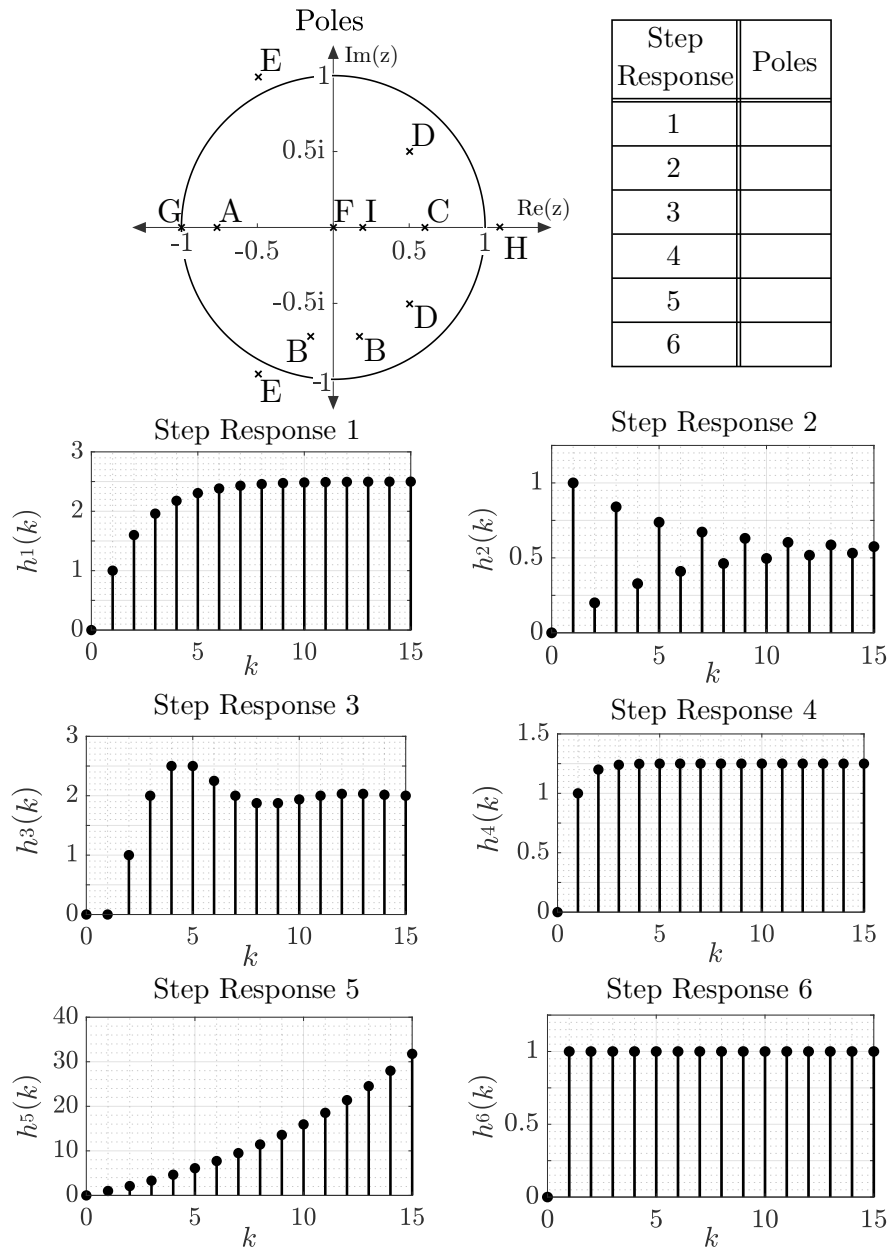 Poles
E Im(z)
1
D
0.5i
G A F I C Re(z)
-1 -0.5 0.5 1 H
-0.5i
D
B B
-1
E
Step Response Poles
1
2
3
4
5
6
Step Response 1
3
2
1
0
0 5 10 15
h1(k)
k
Step Response 2
1
0.5
0
0 5 10 15
h2(k)
k
Step Response 3
3
2
1
0
0 5 10 15
h3(k)
k
Step Response 4
1.5
1
0.5
0
0 5 10 15
h4(k)
k
Step Response 5
40
30
20
10
0
0 5 10 15
h5(k)
k
Step Response 6
1
0.5
0
0 5 10 15
h6(k)
k